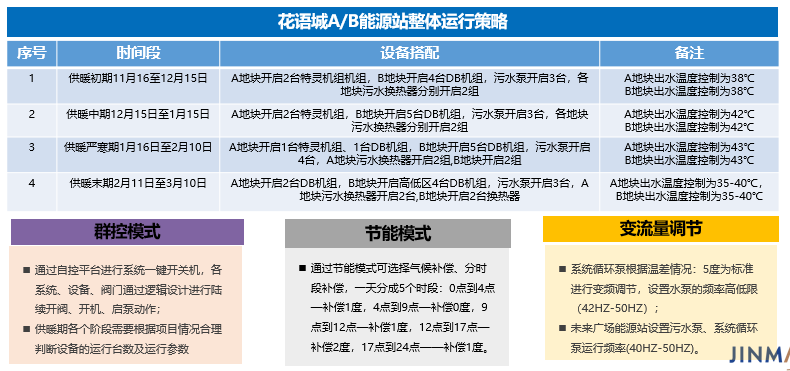 花语城A/B能源站整体运行策略
序号 时间段 设备搭配 备注
1 供暖初期11月16至12月15日 A地块开启2台特灵机组机组，B地块开启4台DB机组，污水泵开启3台，各 A地块出水温度控制为38℃
地块污水换热器分别开启2组 B地块出水温度控制为38℃
2 供暖中期12月15日至1月15日 A地块开启2台特灵机组，B地块开启5台DB机组，污水泵开启3台，各地块 A地块出水温度控制为42℃
污水换热器分别开启2组 B地块出水温度控制为42℃
3 供暖严寒期1月16日至2月10日 A地块开启1台特灵机组、1台DB机组，B地块开启5台DB机组，污水泵开启 A地块出水温度控制为43℃
4台，A地块污水换热器开启2组,B地块开启2组 B地块出水温度控制为43℃
4 供暖末期2月11日至3月10日 A地块开启2台DB机组，B地块开启高低区4台DB机组，污水泵开启3台，A A地块出水温度控制为35-40℃，
地块污水换热器开启2台,B地块开启2台换热器 B地块出水温度控制为35-40℃
群控模式
■ 通过自控平台进行系统一键开关机，各
系统、设备、阀门通过逻辑设计进行陆
续开阀、开机、启泵动作；
■ 供暖期各个阶段需要根据项目情况合理
判断设备的运行台数及运行参数
节能模式
■ 通过节能模式可选择气候补偿、分时
段补偿，一天分成5个时段：0点到4点
—补偿1度，4点到9点—补偿0度，9
点到12点—补偿1度，12点到17点—
补偿2度，17点到24点——补偿1度。
变流量调节
■ 系统循环泵根据温差情况：5度为标准
进行变频调节，设置水泵的频率高低限
（42HZ-50HZ）；
■ 未来广场能源站设置污水泵、系统循环
泵运行频率(40HZ-50HZ)。
JINMA